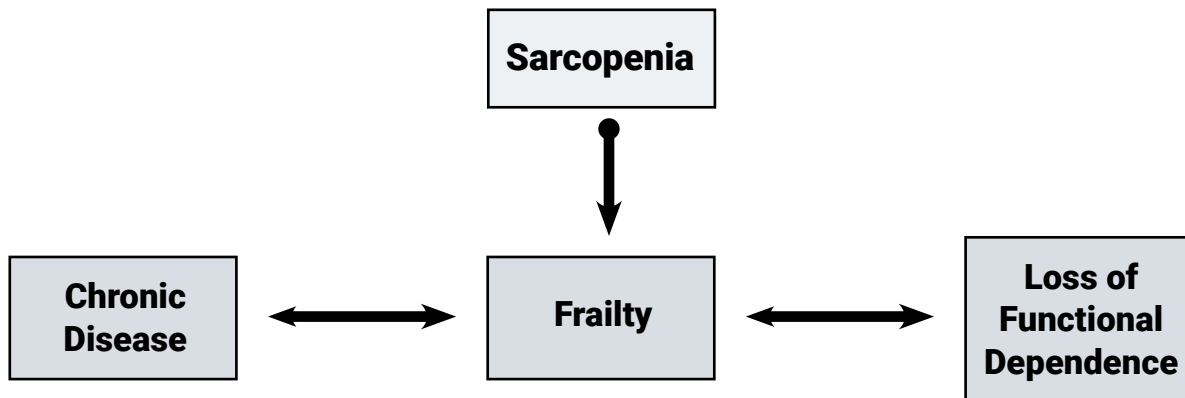 Sarcopenia
Chronic
Disease
Frailty
Loss of
Functional
Dependence